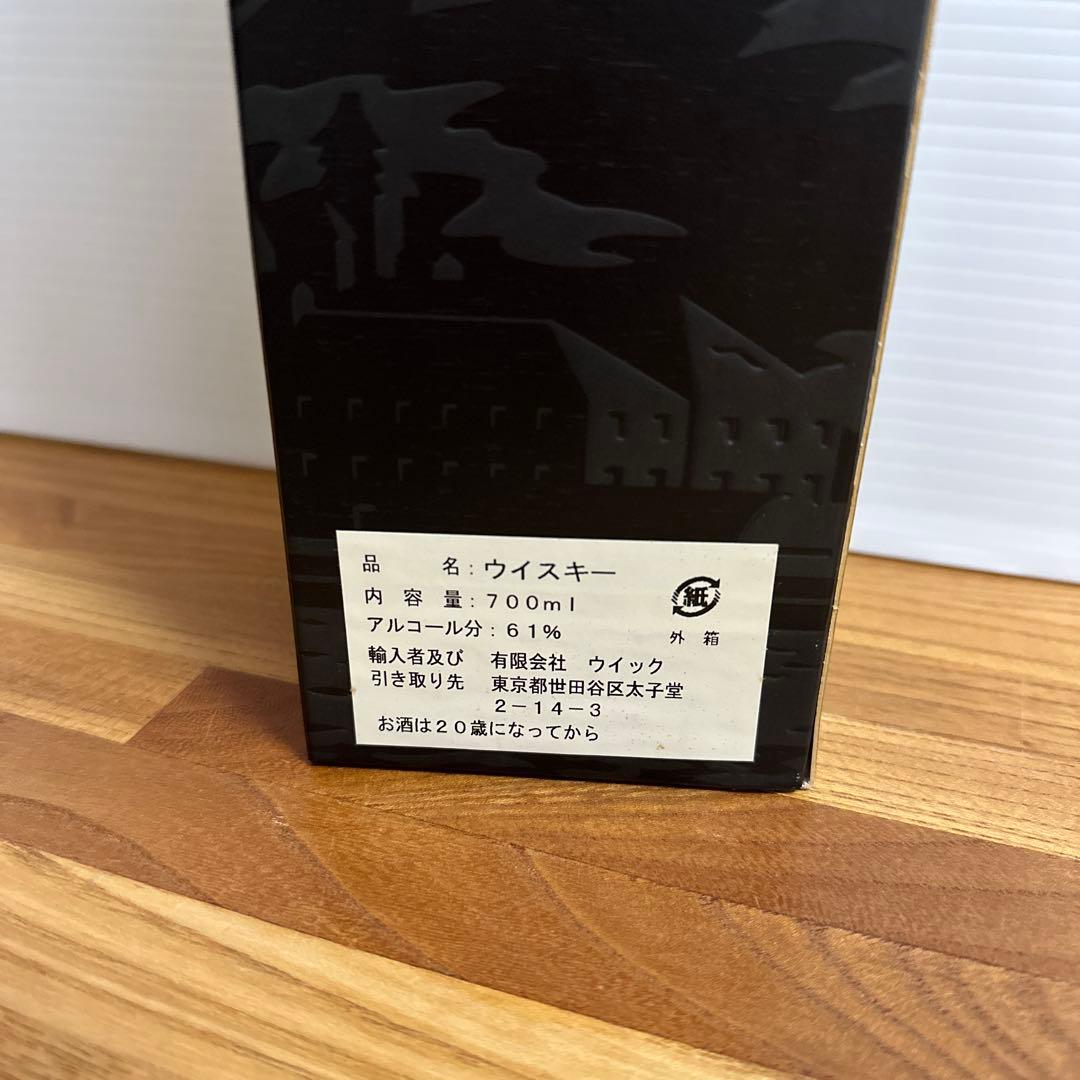 品　　　名：ウイスキー
内　容　量：７００ｍｌ
アルコール分：６１％
紙
外　箱
輸入者及び　有限会社　ウイック
引き取り先　東京都世田谷区太子堂
２－１４－３
お酒は２０歳になってから